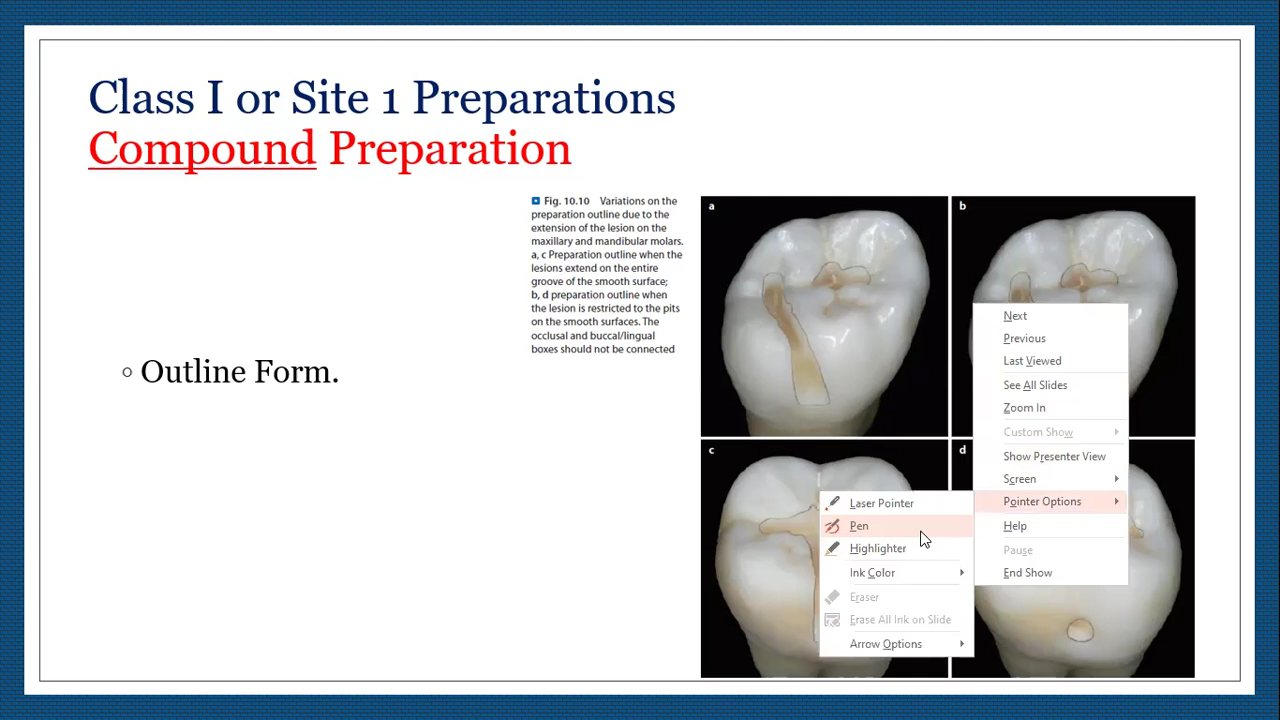 Class I or Site 1 Preparations
Compound Preparation
Fig. 10.10 Variations on the
preparation outline due to the
extension of the lesion on the
maxillary and mandibular molars.
a, c Preparation outline when the
lesions extend on the entire
groove of the smooth surface;
b, d preparation outline when
the lesion is restricted to the pits
on the smooth surfaces. The
occlusal and buccal/lingual
boxes should not be connected
◦ Outline Form.
a
b
c
d
Next
Previous
Last Viewed
See All Slides
Zoom In
Custom Show
Show Presenter View
Screen
Pointer Options
Help
Pause
End Show
Laser Pointer
Pen
Highlighter
Ink Color
Eraser
Erase All Ink on Slide
Arrow Options